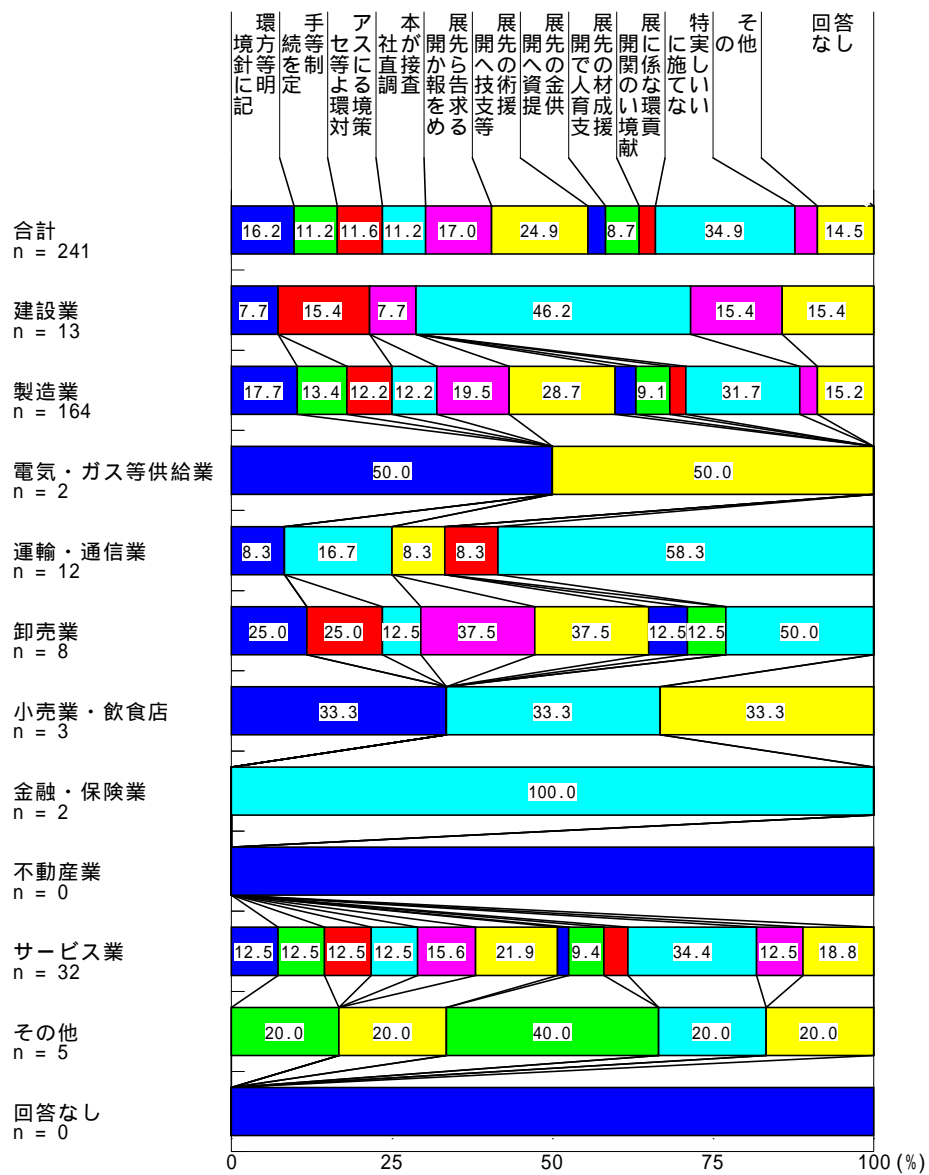 環境方針等に明記
手続等を制定
アセス等による環境対策
本社が直接調査
展開先から報告を求める
展開先への技術支援等
展開先への資金提供
展開先での人材育成支援
展開に関係のない環境貢献
特に実施していない
その他
回答なし
合計
n = 241
16.2 11.2 11.6 11.2 17.0 24.9 8.7 34.9 14.5
建設業
n = 13
7.7 15.4 7.7 46.2 15.4 15.4
製造業
n = 164
17.7 13.4 12.2 12.2 19.5 28.7 9.1 31.7 15.2
電気・ガス等供給業
n = 2
50.0 50.0
運輸・通信業
n = 12
8.3 16.7 8.3 8.3 58.3
卸売業
n = 8
25.0 25.0 12.5 37.5 37.5 12.5 12.5 50.0
小売業・飲食店
n = 3
33.3 33.3 33.3
金融・保険業
n = 2
100.0
不動産業
n = 0
サービス業
n = 32
12.5 12.5 12.5 12.5 15.6 21.9 9.4 34.4 12.5 18.8
その他
n = 5
20.0 20.0 40.0 20.0 20.0
回答なし
n = 0
0 25 50 75 100 (%)